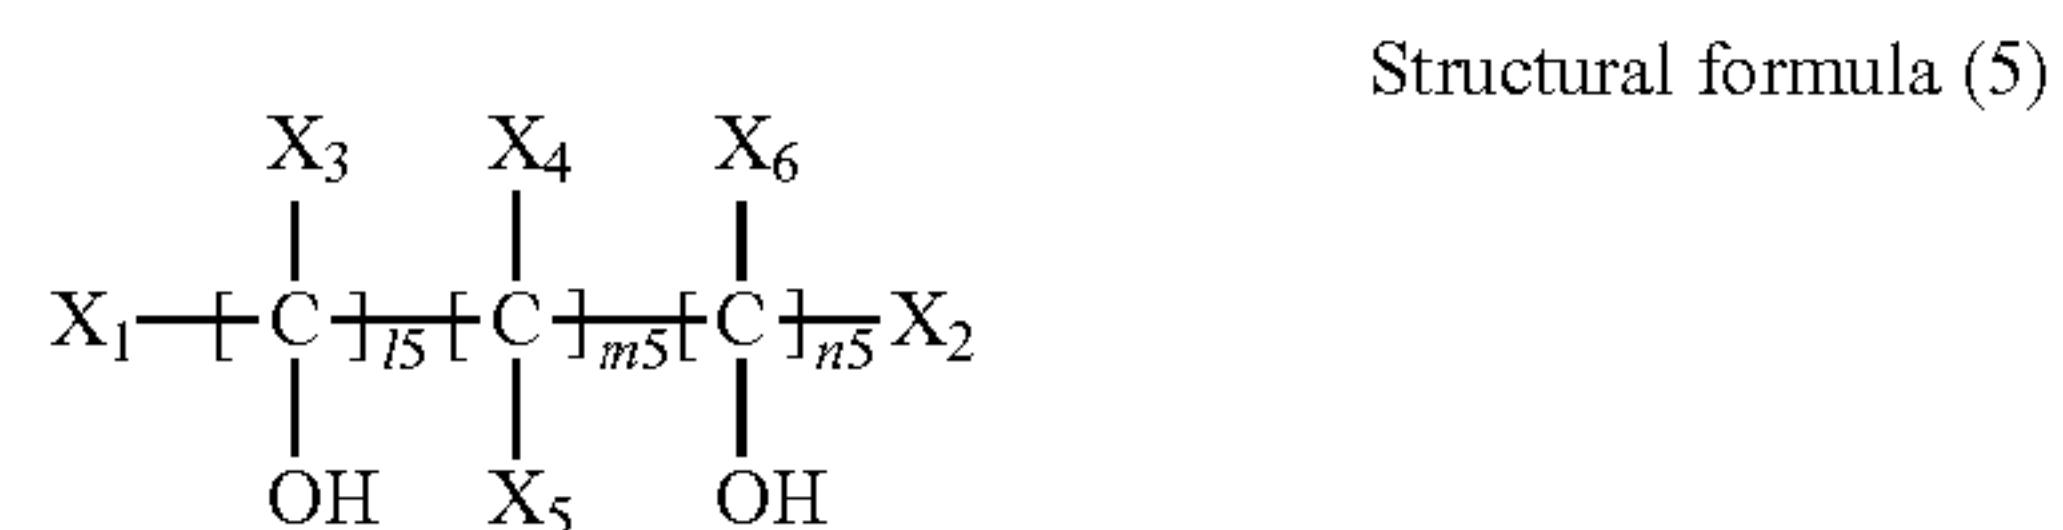 Structural formula (5)
X3 X4 X6
X1 [ C ]l5 [ C ]m5 [ C ]n5 X2
OH X5 OH